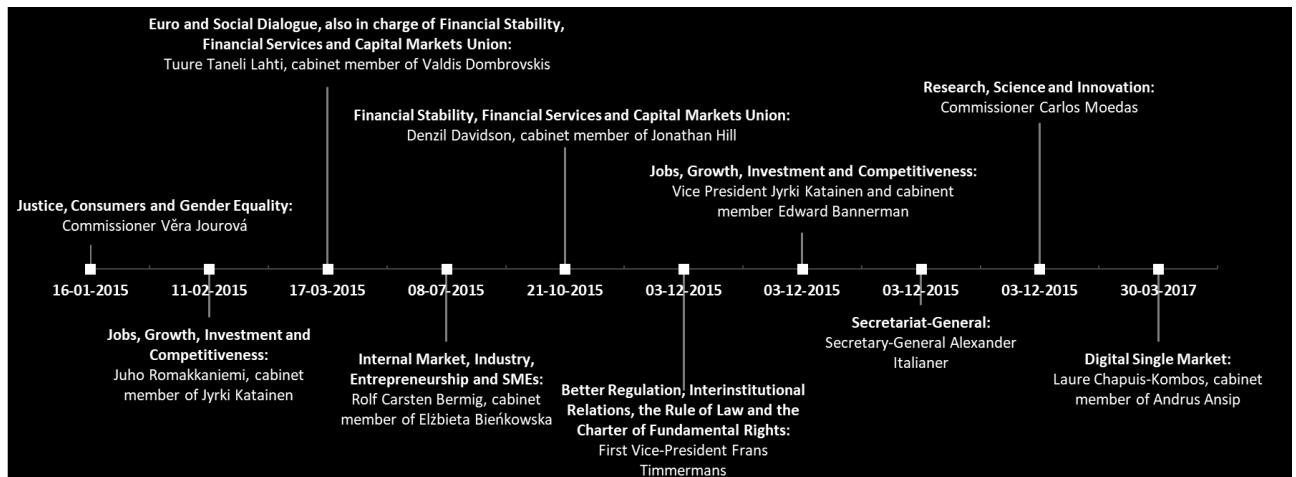 Euro and Social Dialogue, also in charge of Financial Stability,
Financial Services and Capital Markets Union:
Tuure Taneli Lahti, cabinet member of Valdis Dombrovskis
Research, Science and Innovation:
Commissioner Carlos Moedas
Financial Stability, Financial Services and Capital Markets Union:
Denzil Davidson, cabinet member of Jonathan Hill
Jobs, Growth, Investment and Competitiveness:
Vice President Jyrki Katainen and cabinent
member Edward Bannerman
Justice, Consumers and Gender Equality:
Commissioner Věra Jourová
16-01-2015
11-02-2015
17-03-2015
08-07-2015
21-10-2015
03-12-2015
03-12-2015
03-12-2015
03-12-2015
30-03-2017
Jobs, Growth, Investment and
Competitiveness:
Juho Romakkaniemi, cabinet
member of Jyrki Katainen
Internal Market, Industry,
Entrepreneurship and SMEs:
Rolf Carsten Bermig, cabinet
member of Elżbieta Bieńkowska
Better Regulation, Interinstitutional
Relations, the Rule of Law and the
Charter of Fundamental Rights:
First Vice-President Frans
Timmermans
Secretariat-General:
Secretary-General Alexander
Italianer
Digital Single Market:
Laure Chapuis-Kombos, cabinet
member of Andrus Ansip